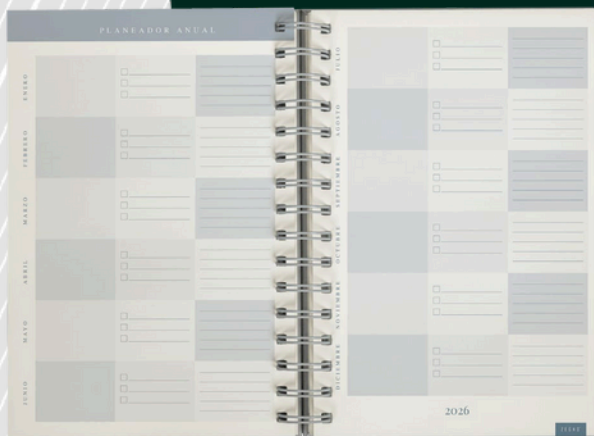 PLANEADOR ANUAL
ENERO
FEBRERO
MARZO
ABRIL
MAYO
JUNIO
JULIO
AGOSTO
SEPTIEMBRE
OCTUBRE
NOVIEMBRE
DICIEMBRE
2026